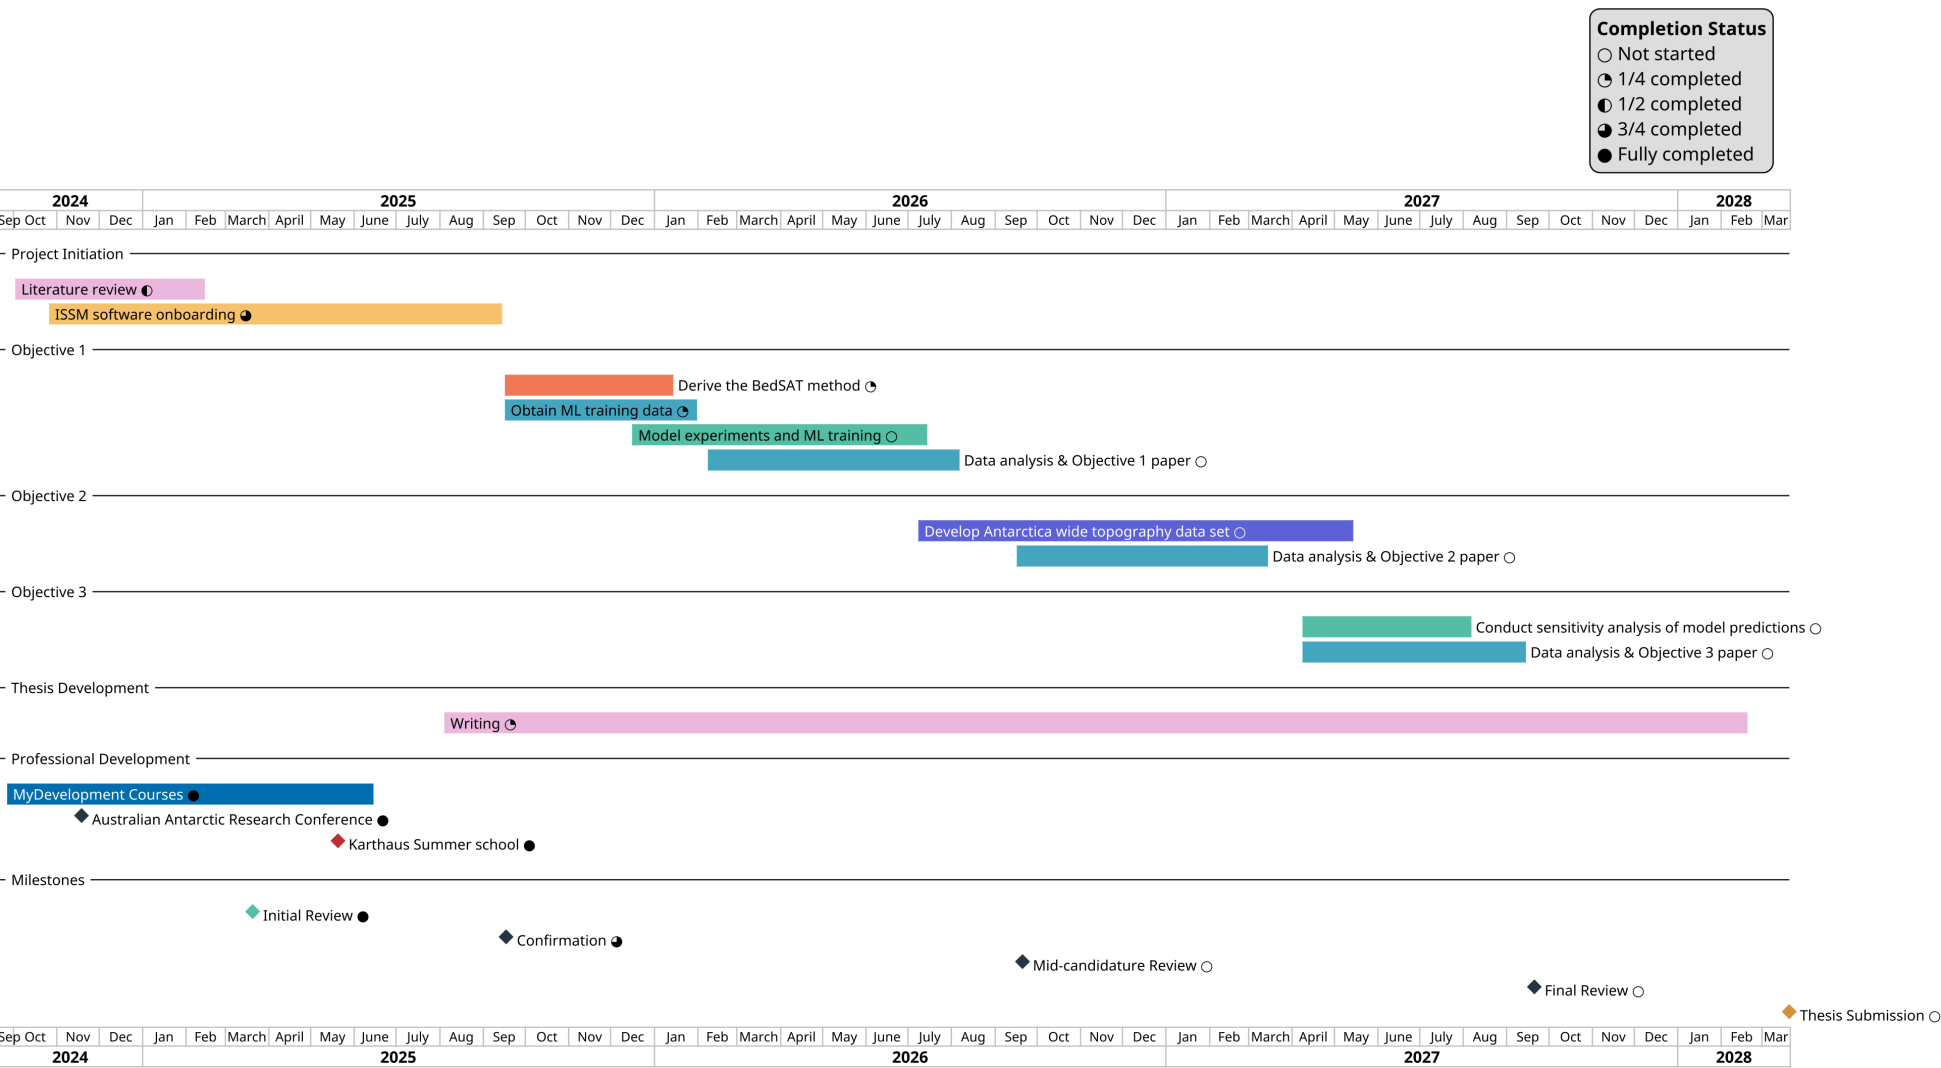 Completion Status
○ Not started
◔ 1/4 completed
◐ 1/2 completed
◕ 3/4 completed
● Fully completed
2024 2025 2026 2027 2028
Sep Oct Nov Dec Jan Feb March April May June July Aug Sep Oct Nov Dec Jan Feb March April May June July Aug Sep Oct Nov Dec Jan Feb March April May June July Aug Sep Oct Nov Dec Jan Feb Mar
Project Initiation
Literature review ◐
ISSM software onboarding ◕
Objective 1
Derive the BedSAT method ◔
Obtain ML training data ◔
Model experiments and ML training ○
Data analysis & Objective 1 paper ○
Objective 2
Develop Antarctica wide topography data set ○
Data analysis & Objective 2 paper ○
Objective 3
Conduct sensitivity analysis of model predictions ○
Data analysis & Objective 3 paper ○
Thesis Development
Writing ◔
Professional Development
MyDevelopment Courses ●
Australian Antarctic Research Conference ●
Karthaus Summer school ●
Milestones
Initial Review ●
Confirmation ◕
Mid-candidature Review ○
Final Review ○
Thesis Submission ○
Sep Oct Nov Dec Jan Feb March April May June July Aug Sep Oct Nov Dec Jan Feb March April May June July Aug Sep Oct Nov Dec Jan Feb March April May June July Aug Sep Oct Nov Dec Jan Feb Mar
2024 2025 2026 2027 2028